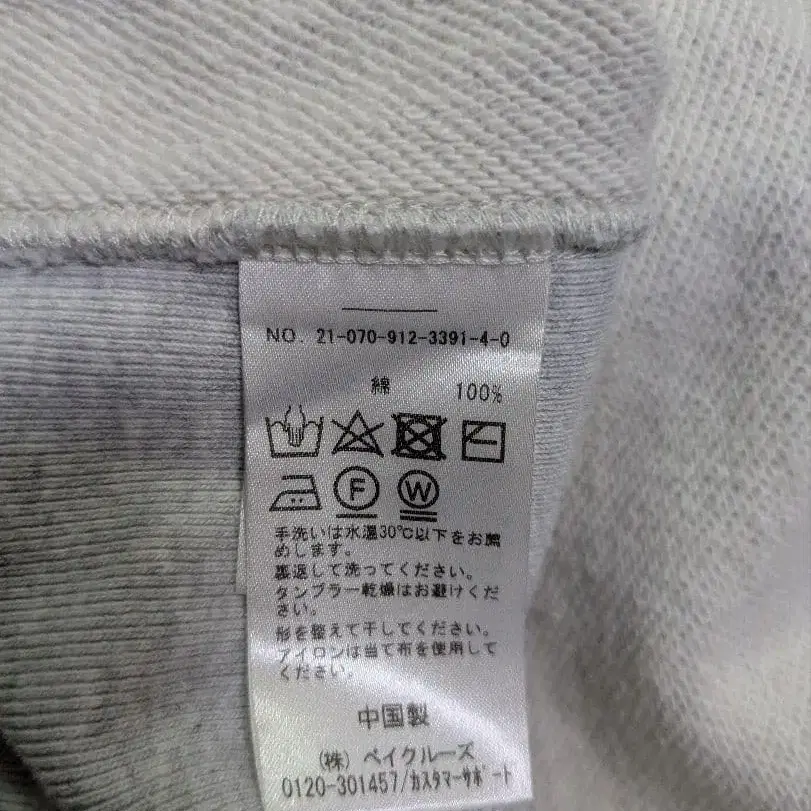 NO. 21-070-912-3391-4-0
綿 100%
F W
手洗いは水温30℃以下をお薦
めします。
裏返して洗ってください。
タンブラー乾燥はお避けくだ
さい。
形を整えて干してください。
アイロンは当て布を使用して
ください。
中国製
(株) ベイクルーズ
0120-301457/カスタマーサポート